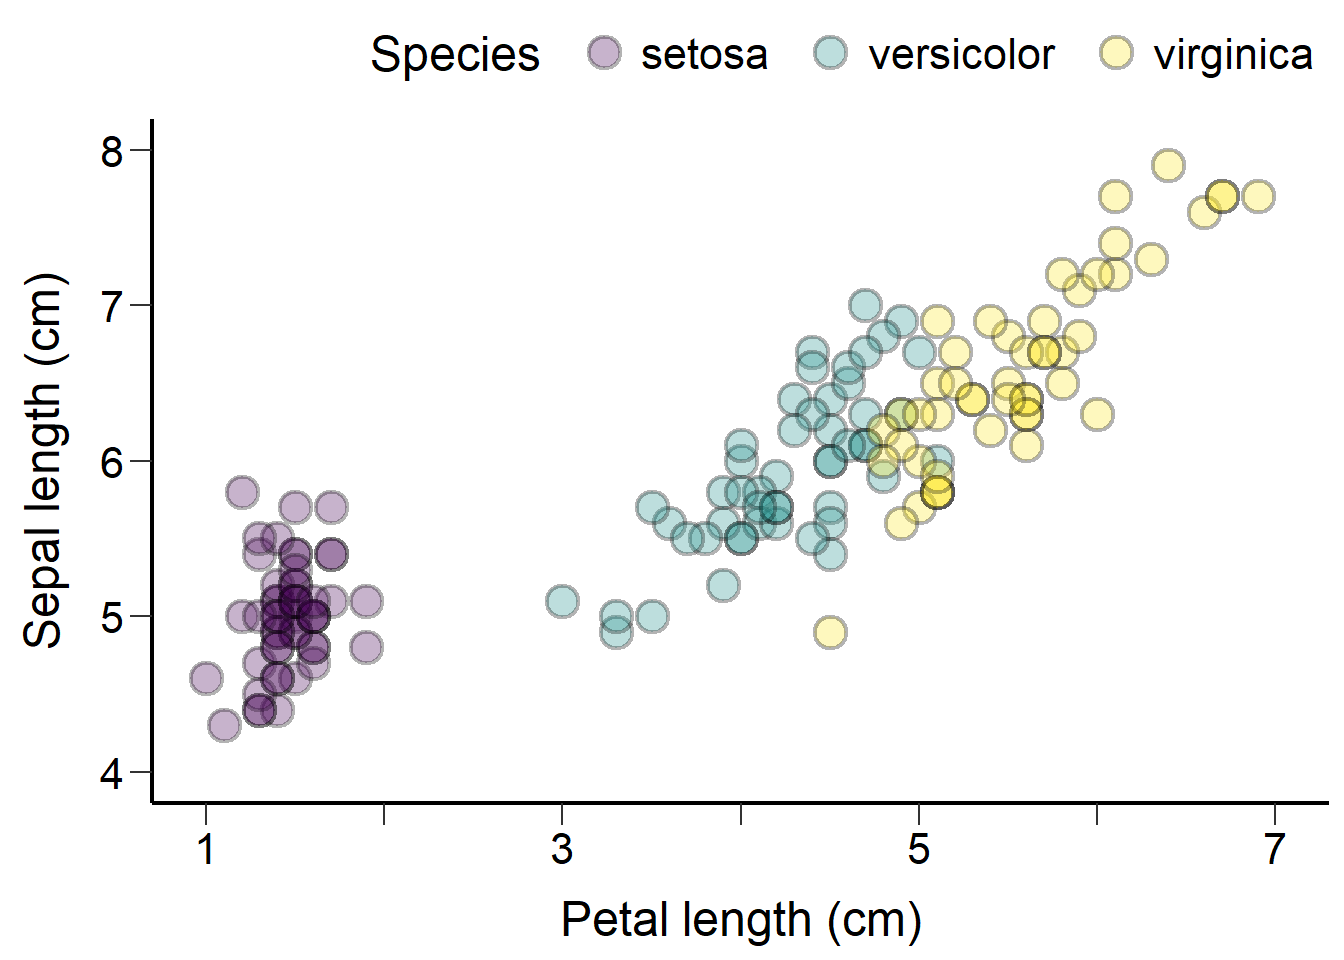 Species setosa versicolor virginica
8
7
6
5
4
Sepal length (cm)
1 3 5 7
Petal length (cm)